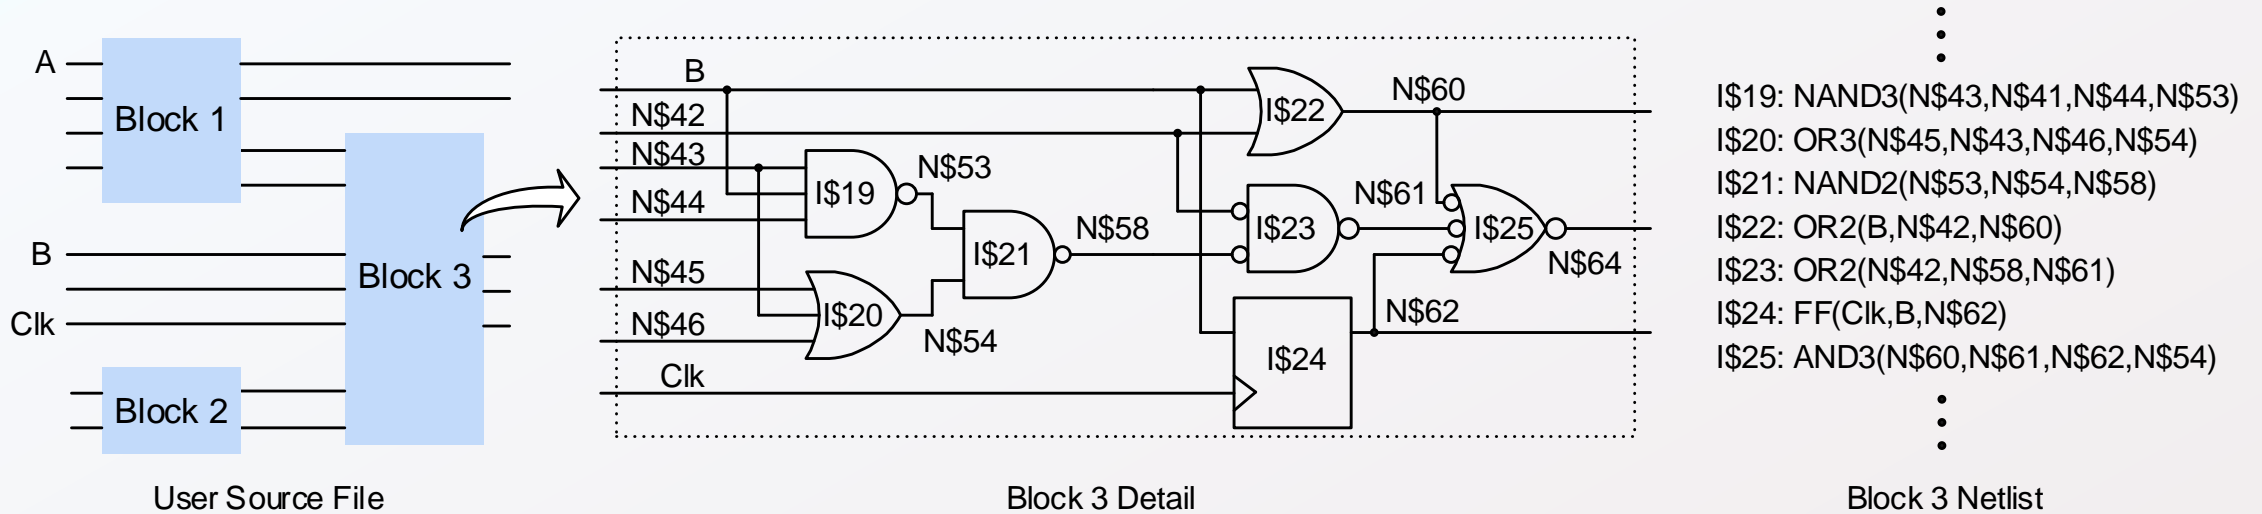 A
Block 1
B
Block 3
Clk
Block 2
User Source File
B
N$42
N$43
N$44
N$45
N$46
Clk
I$19
N$53
I$20
N$54
I$21
N$58
I$22
N$60
I$23
N$61
I$24
N$62
I$25
N$64
Block 3 Detail
I$19: NAND3(N$43,N$41,N$44,N$53)
I$20: OR3(N$45,N$43,N$46,N$54)
I$21: NAND2(N$53,N$54,N$58)
I$22: OR2(B,N$42,N$60)
I$23: OR2(N$42,N$58,N$61)
I$24: FF(Clk,B,N$62)
I$25: AND3(N$60,N$61,N$62,N$54)
Block 3 Netlist